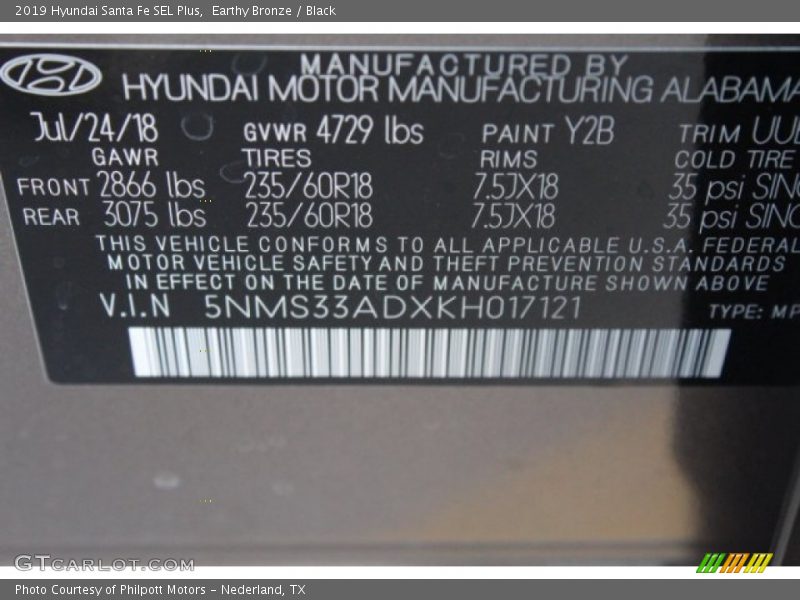 2019 Hyundai Santa Fe SEL Plus, Earthy Bronze / Black
MANUFACTURED BY
HYUNDAI MOTOR MANUFACTURING ALABAMA
Jul/24/18 GVWR 4729 lbs PAINT Y2B TRIM UUE
GAWR TIRES RIMS COLD TIRE
FRONT 2866 lbs 235/60R18 7.5JX18 35 psi SING
REAR 3075 lbs 235/60R18 7.5JX18 35 psi SING
THIS VEHICLE CONFORMS TO ALL APPLICABLE U.S.A. FEDERAL
MOTOR VEHICLE SAFETY AND THEFT PREVENTION STANDARDS
IN EFFECT ON THE DATE OF MANUFACTURE SHOWN ABOVE
V.I.N 5NMS33ADXKH017121 TYPE: MP
GTCARLOT.COM
Photo Courtesy of Philpott Motors - Nederland, TX